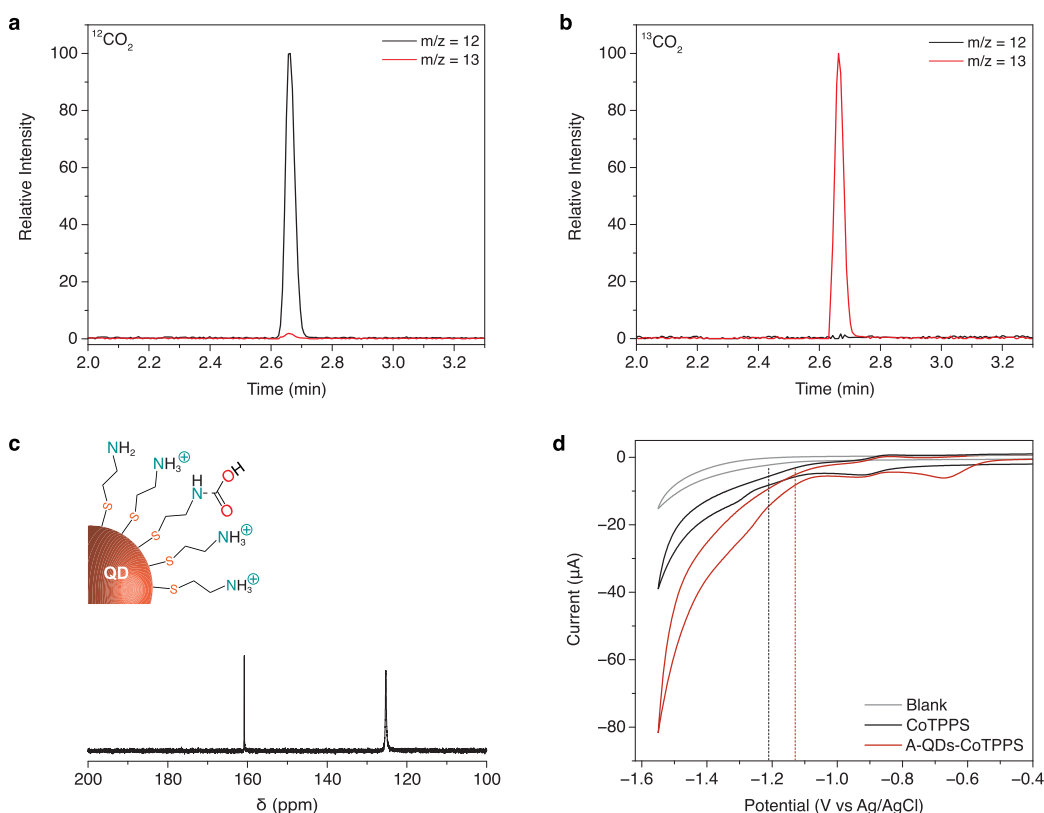 a
¹²CO₂
m/z = 12
m/z = 13
100
80
60
40
20
0
Relative Intensity
2.0 2.2 2.4 2.6 2.8 3.0 3.2
Time (min)
b
¹³CO₂
m/z = 12
m/z = 13
100
80
60
40
20
0
Relative Intensity
2.0 2.2 2.4 2.6 2.8 3.0 3.2
Time (min)
c
NH₂
NH₃⊕
OH
N
H
O
S
S
S
NH₃⊕
S
QD
S
NH₃⊕
200 180 160 140 120 100
δ (ppm)
d
0
−20
−40
−60
−80
Current (µA)
Blank
CoTPPS
A-QDs-CoTPPS
−1.6 −1.4 −1.2 −1.0 −0.8 −0.6 −0.4
Potential (V vs Ag/AgCl)